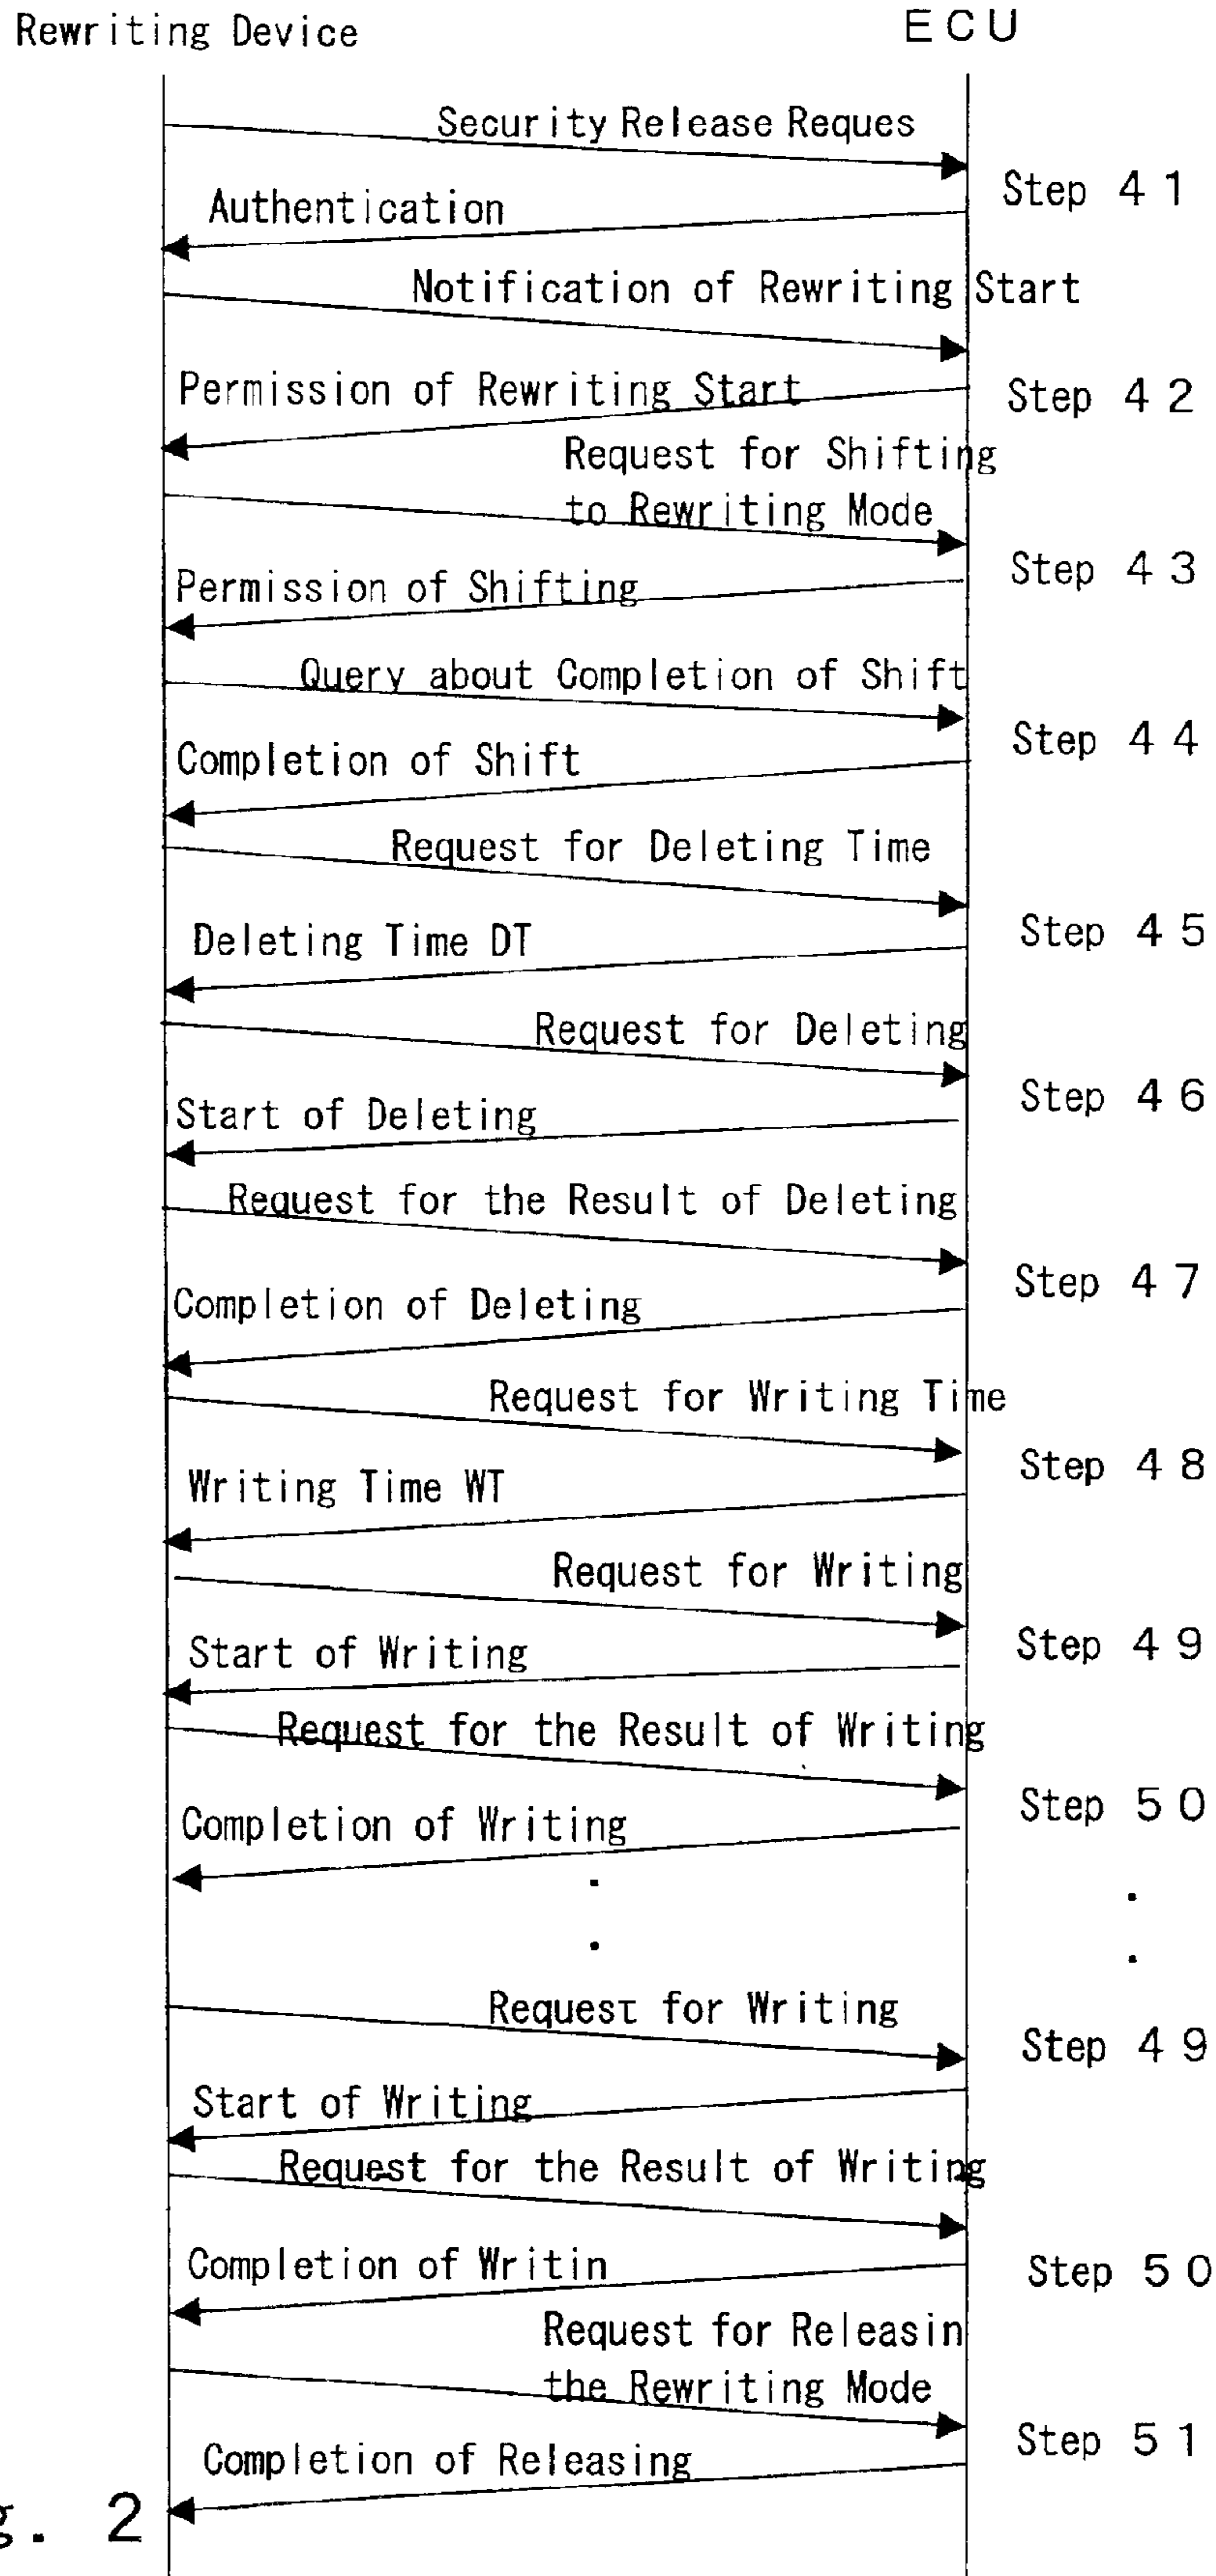 Rewriting Device
ECU
Security Release Reques
Step 41
Authentication
Notification of Rewriting Start
Permission of Rewriting Start
Step 42
Request for Shifting
to Rewriting Mode
Step 43
Permission of Shifting
Query about Completion of Shift
Step 44
Completion of Shift
Request for Deleting Time
Step 45
Deleting Time DT
Request for Deleting
Step 46
Start of Deleting
Request for the Result of Deleting
Step 47
Completion of Deleting
Request for Writing Time
Step 48
Writing Time WT
Request for Writing
Step 49
Start of Writing
Request for the Result of Writing
Step 50
Completion of Writing
Request for Writing
Step 49
Start of Writing
Request for the Result of Writing
Completion of Writin
Step 50
Request for Releasin
the Rewriting Mode
Step 51
Completion of Releasing
g. 2